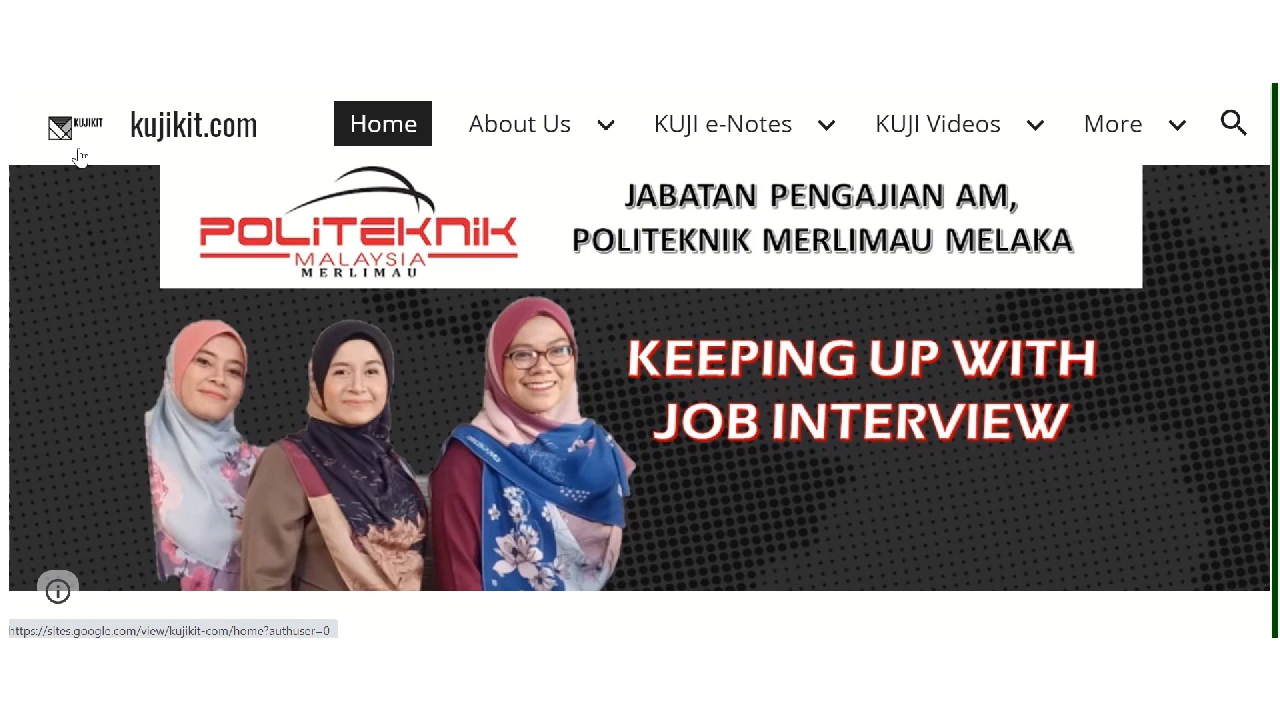 KUJIKIT
kujikit.com
Home
About Us
KUJI e-Notes
KUJI Videos
More
POLITEKNIK
MALAYSIA
MERLIMAU
JABATAN PENGAJIAN AM,
POLITEKNIK MERLIMAU MELAKA
KEEPING UP WITH
JOB INTERVIEW
https://sites.google.com/view/kujikit-com/home?authuser=0